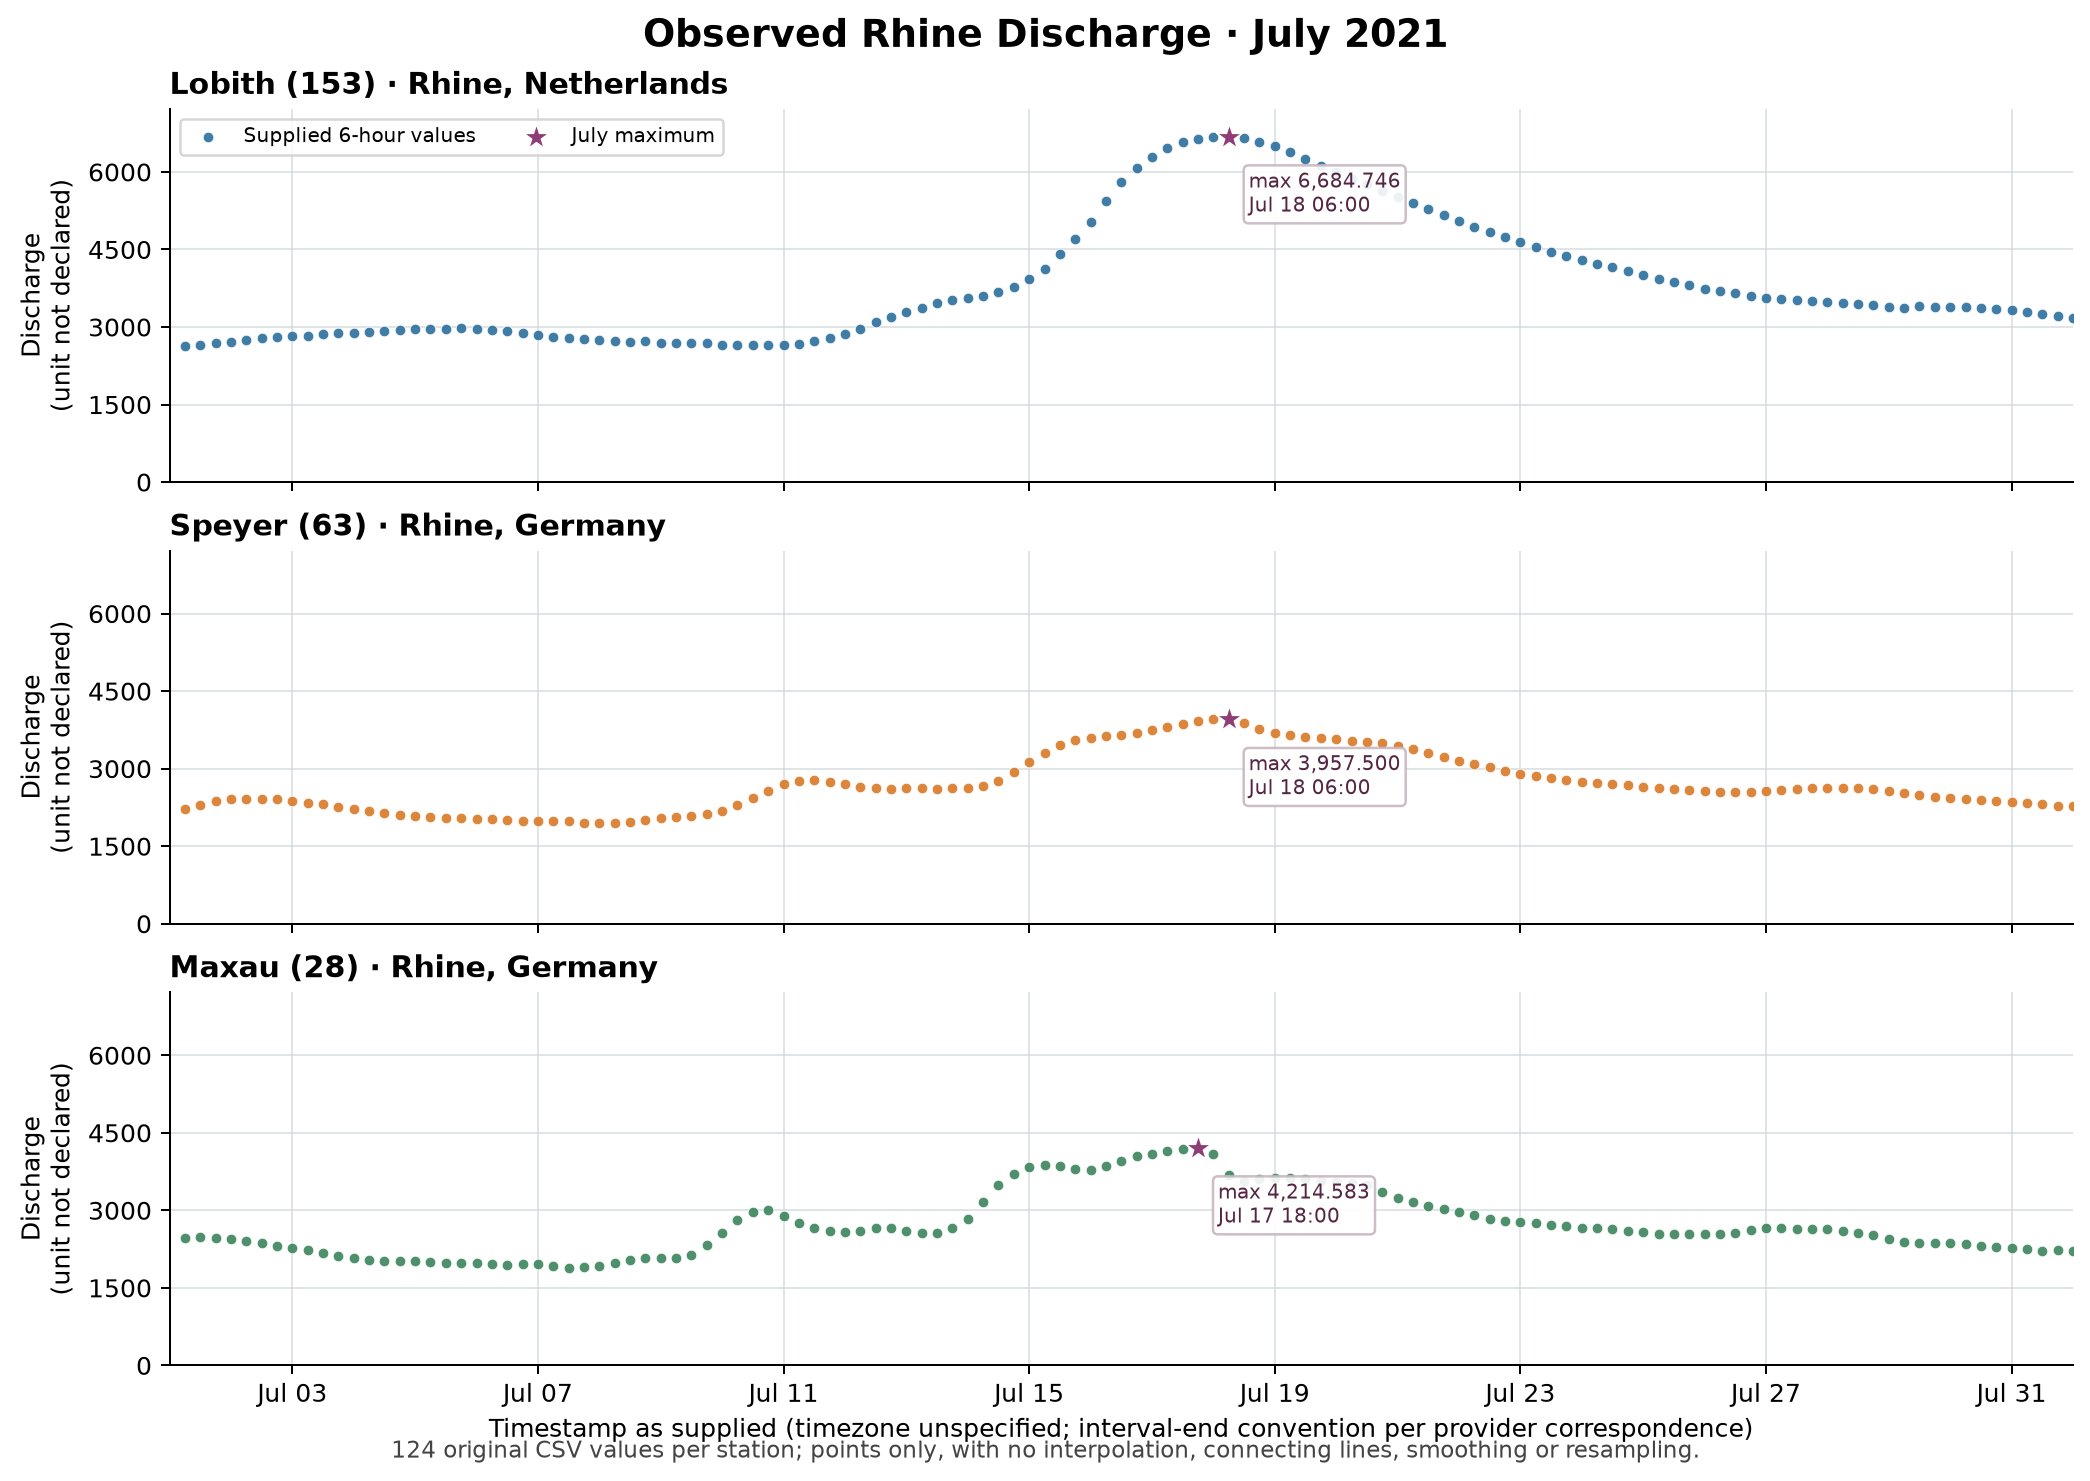 Observed Rhine Discharge · July 2021
Lobith (153) · Rhine, Netherlands
Supplied 6-hour values
July maximum
Discharge
(unit not declared)
6000
4500
3000
1500
0
max 6,684.746
Jul 18 06:00
Speyer (63) · Rhine, Germany
Discharge
(unit not declared)
6000
4500
3000
1500
0
max 3,957.500
Jul 18 06:00
Maxau (28) · Rhine, Germany
Discharge
(unit not declared)
6000
4500
3000
1500
0
max 4,214.583
Jul 17 18:00
Jul 03
Jul 07
Jul 11
Jul 15
Jul 19
Jul 23
Jul 27
Jul 31
Timestamp as supplied (timezone unspecified; interval-end convention per provider correspondence)
124 original CSV values per station; points only, with no interpolation, connecting lines, smoothing or resampling.